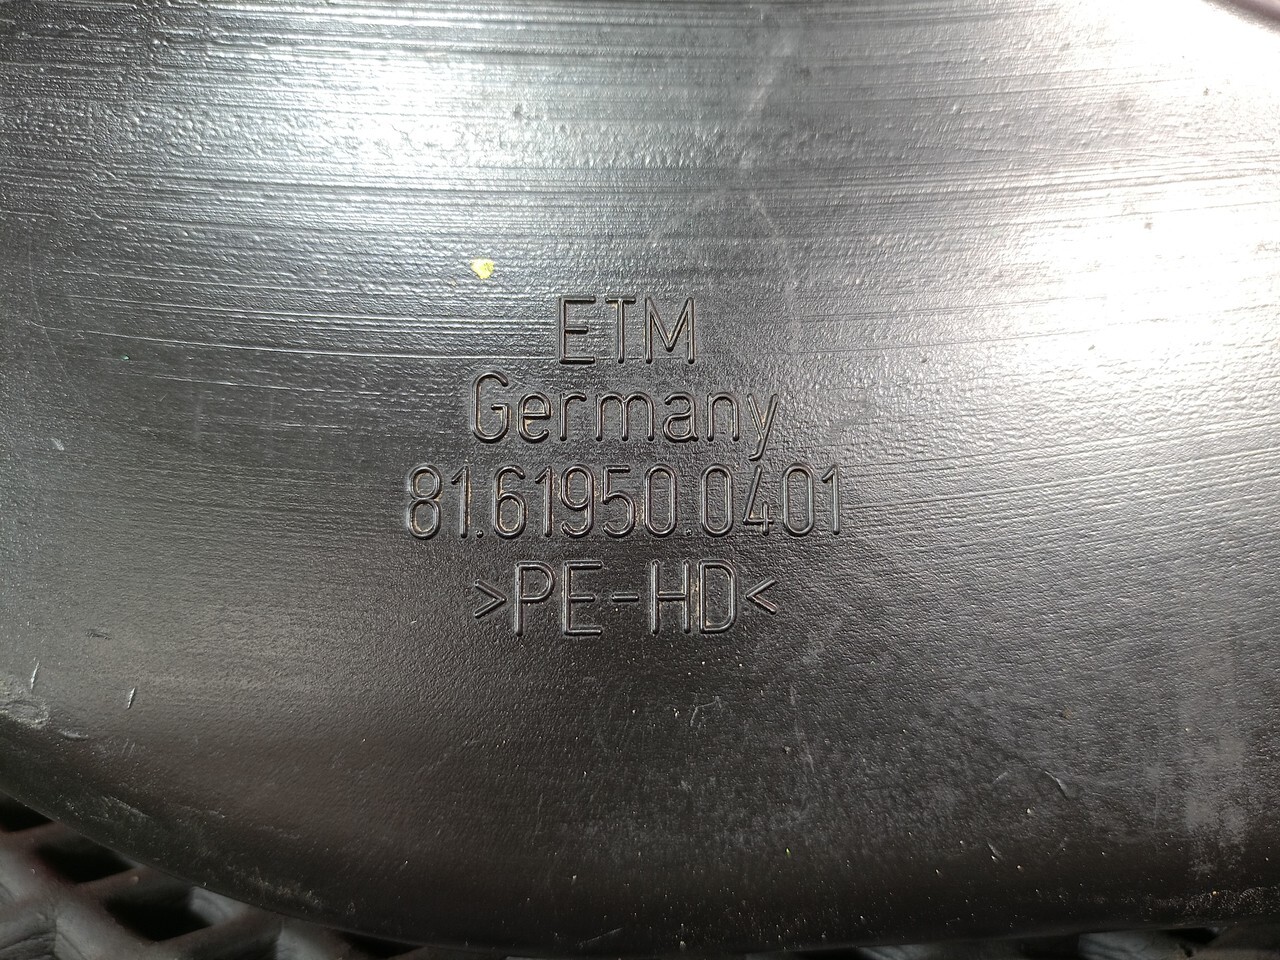 ETM
Germany
81.61950.0401
>PE-HD<